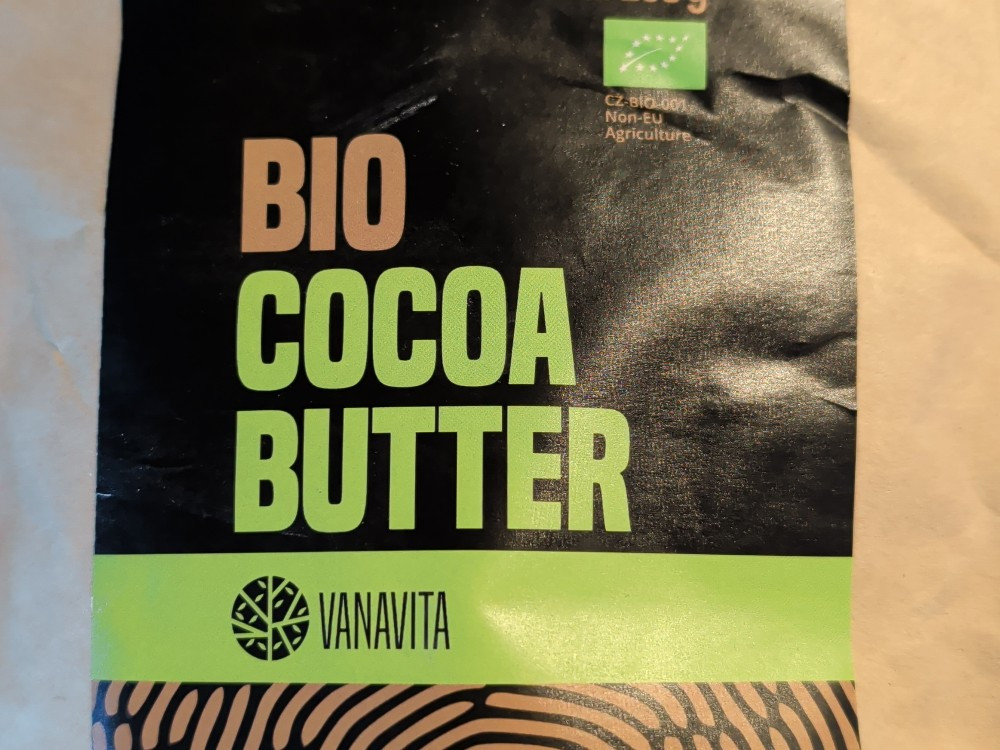 CZ-BIO-001
Non-EU
Agriculture
BIO
COCOA
BUTTER
VANAVITA